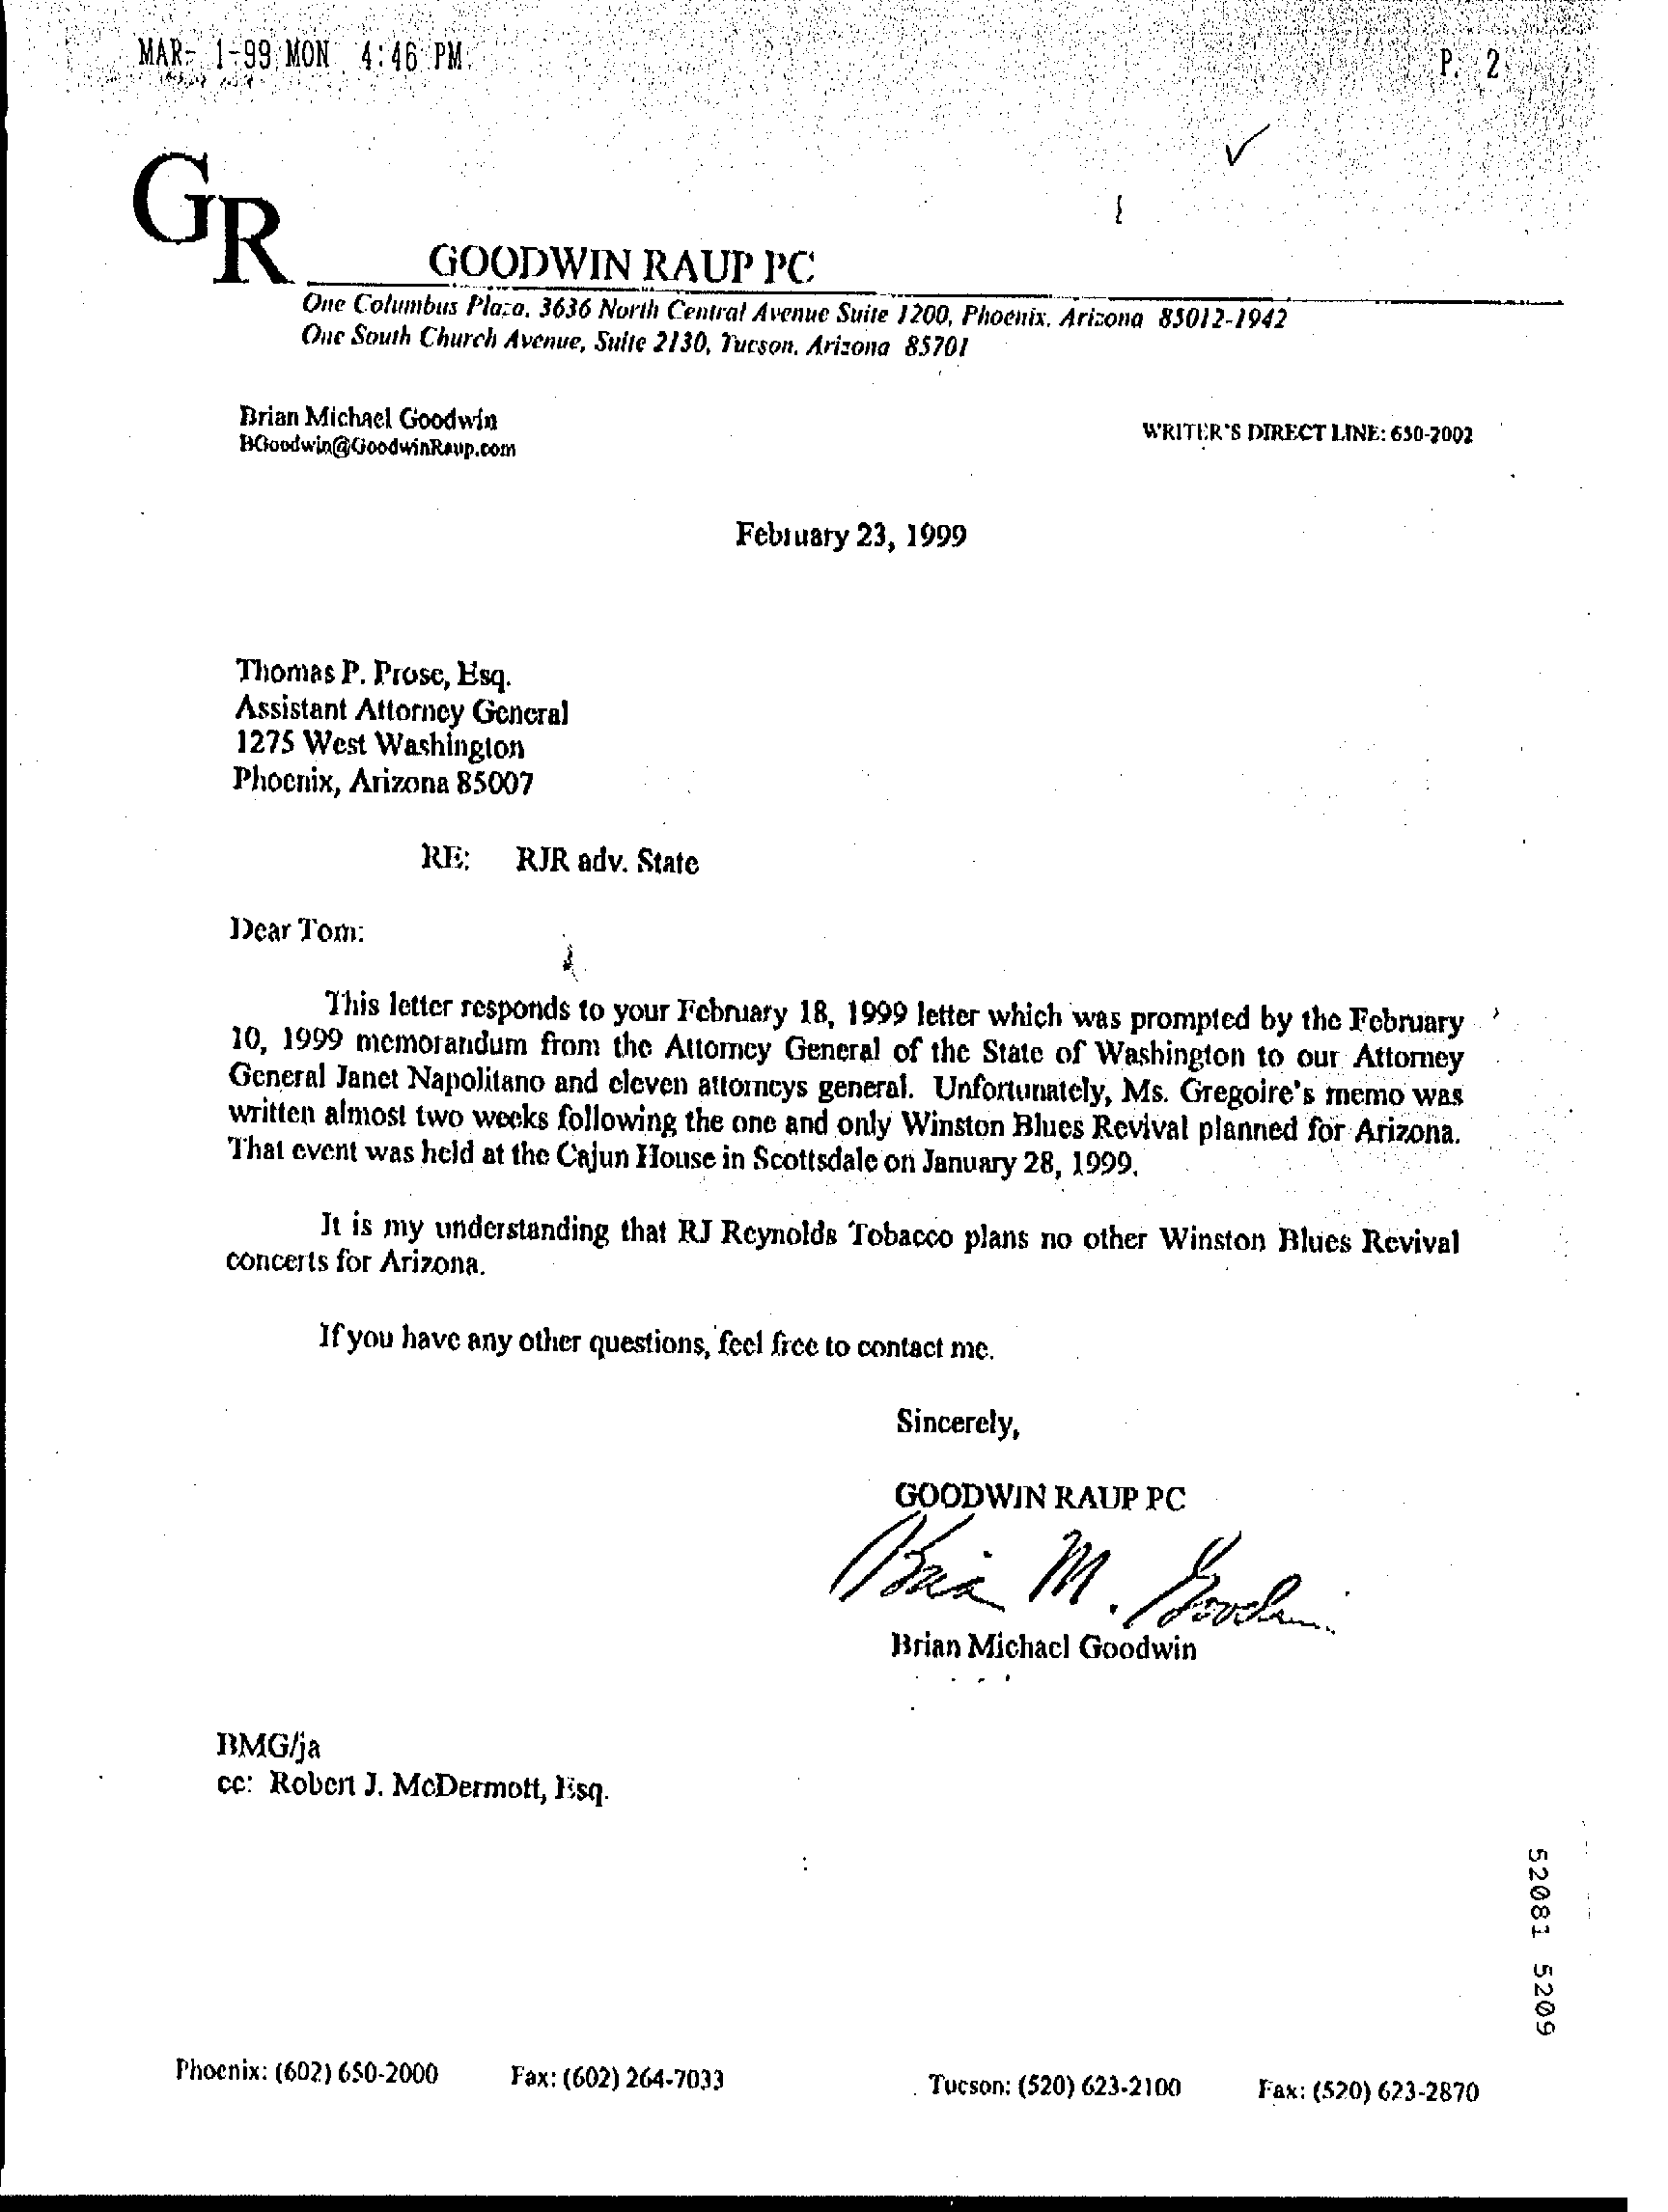 MAR- 1-99 MON 4:46 PM P. 2
GR
GOODWIN RAUP PC
One Columbus Plaza, 3636 North Central Avenue Suite 1200, Phoenix, Arizona 85012-1942
One South Church Avenue, Suite 2130, Tucson, Arizona 85701
Brian Michael Goodwin
BGoodwin@GoodwinRaup.com
WRITER'S DIRECT LINE: 650-2002
February 23, 1999
Thomas P. Prose, Esq.
Assistant Attorney General
1275 West Washington
Phoenix, Arizona 85007
RE: RJR adv. State
Dear Tom:
This letter responds to your February 18, 1999 letter which was prompted by the February
10, 1999 memorandum from the Attorney General of the State of Washington to our Attorney
General Janet Napolitano and eleven attorneys general. Unfortunately, Ms. Gregoire's memo was
written almost two weeks following the one and only Winston Blues Revival planned for Arizona.
That event was held at the Cajun House in Scottsdale on January 28, 1999.
It is my understanding that RJ Reynolds Tobacco plans no other Winston Blues Revival
concerts for Arizona.
If you have any other questions, feel free to contact me.
Sincerely,
GOODWIN RAUP PC
Brian M. Goodwin
Brian Michael Goodwin
BMG/ja
cc: Robert J. McDermott, Esq.
52081 5209
Phoenix: (602) 650-2000 Fax: (602) 264-7033 Tucson: (520) 623-2100 Fax: (520) 623-2870